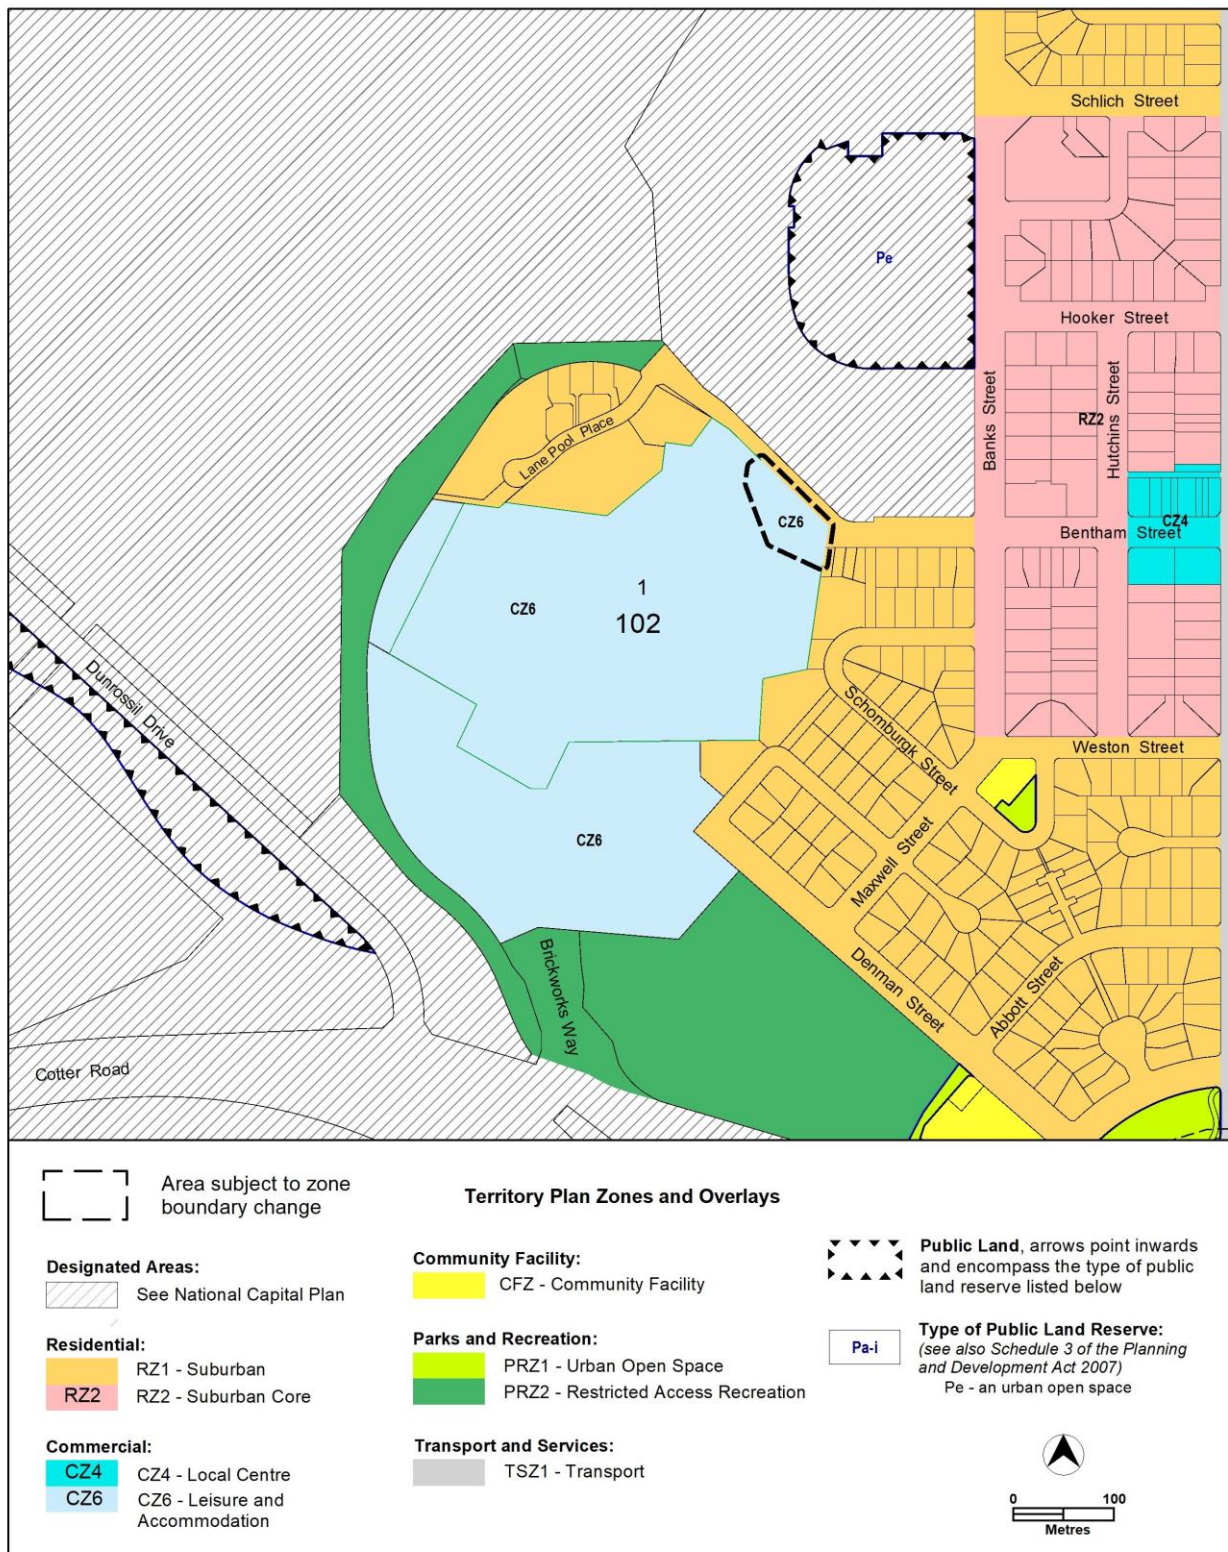 Schlich Street
Pe
Hooker Street
Banks Street
RZ2
Hutchins Street
Lane Pool Place
CZ6
CZ4
Bentham Street
1
102
CZ6
Dunrossil Drive
Schomburgk Street
Weston Street
CZ6
Maxwell Street
Brickworks Way
Denman Street
Abbott Street
Cotter Road
Area subject to zone
boundary change
Territory Plan Zones and Overlays
Designated Areas:
See National Capital Plan
Residential:
RZ1 - Suburban
RZ2 RZ2 - Suburban Core
Commercial:
CZ4 CZ4 - Local Centre
CZ6 CZ6 - Leisure and
Accommodation
Community Facility:
CFZ - Community Facility
Parks and Recreation:
PRZ1 - Urban Open Space
PRZ2 - Restricted Access Recreation
Transport and Services:
TSZ1 - Transport
Public Land, arrows point inwards
and encompass the type of public
land reserve listed below
Pa-i
Type of Public Land Reserve:
(see also Schedule 3 of the Planning
and Development Act 2007)
Pe - an urban open space
0 100
Metres